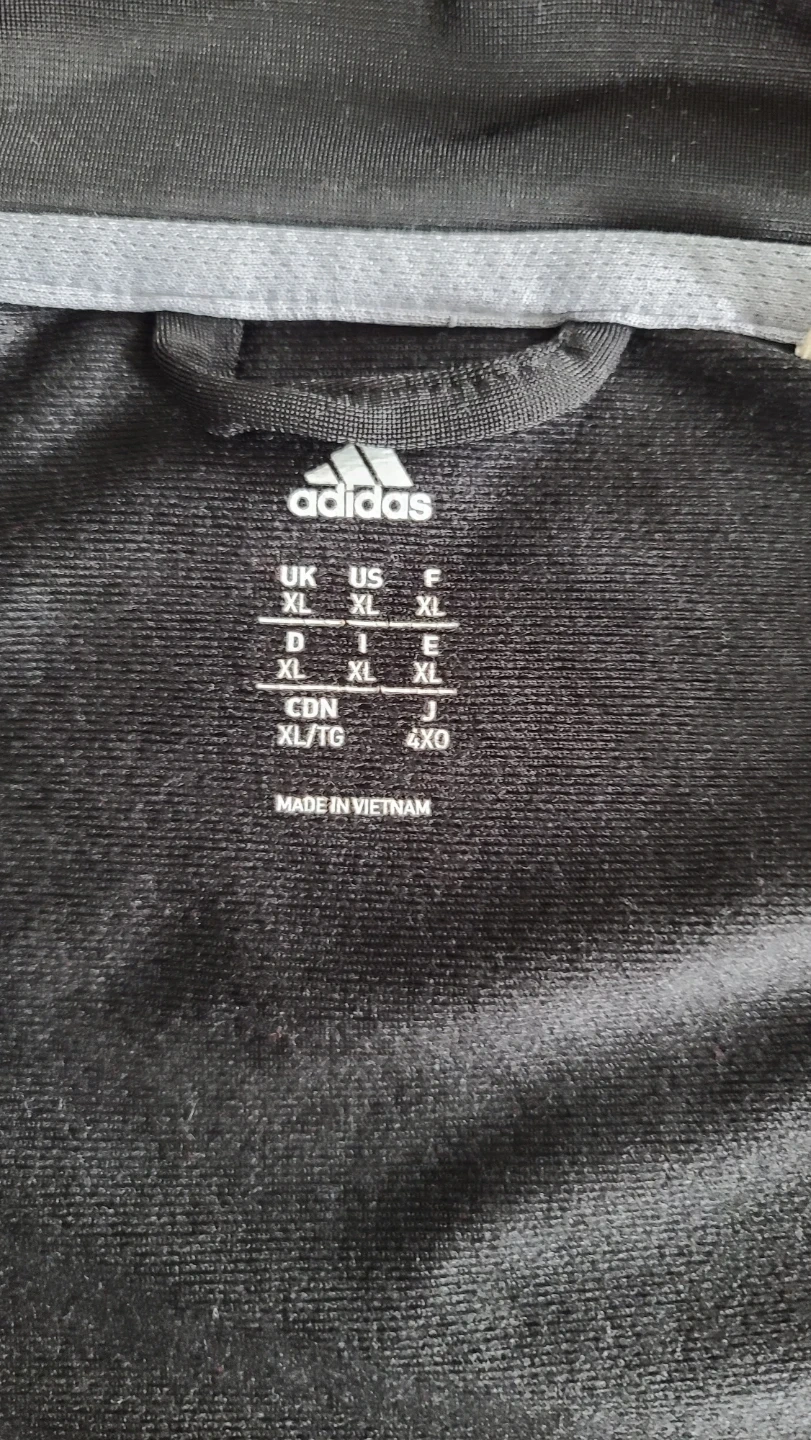 adidas
UK US F
XL XL XL
D I E
XL XL XL
CDN J
XL/TG 4XO
MADE IN VIETNAM